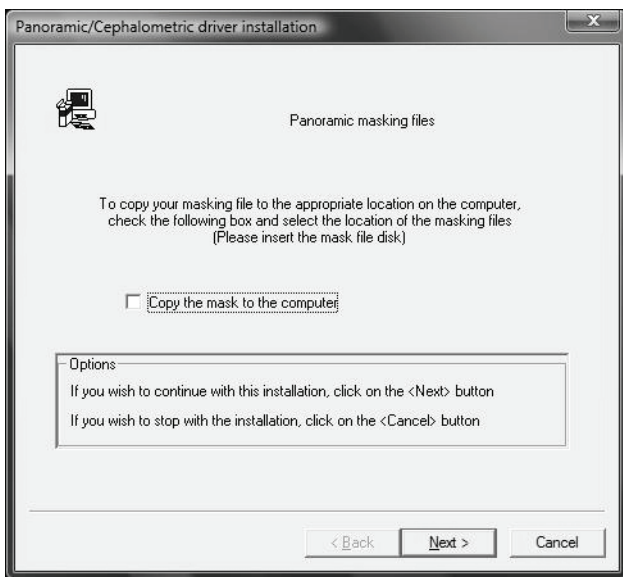 Panoramic/Cephalometric driver installation
Panoramic masking files
To copy your masking file to the appropriate location on the computer,
check the following box and select the location of the masking files
(Please insert the mask file disk)
Copy the mask to the computer
Options
If you wish to continue with this installation, click on the <Next> button
If you wish to stop with the installation, click on the <Cancel> button
< Back
Next >
Cancel